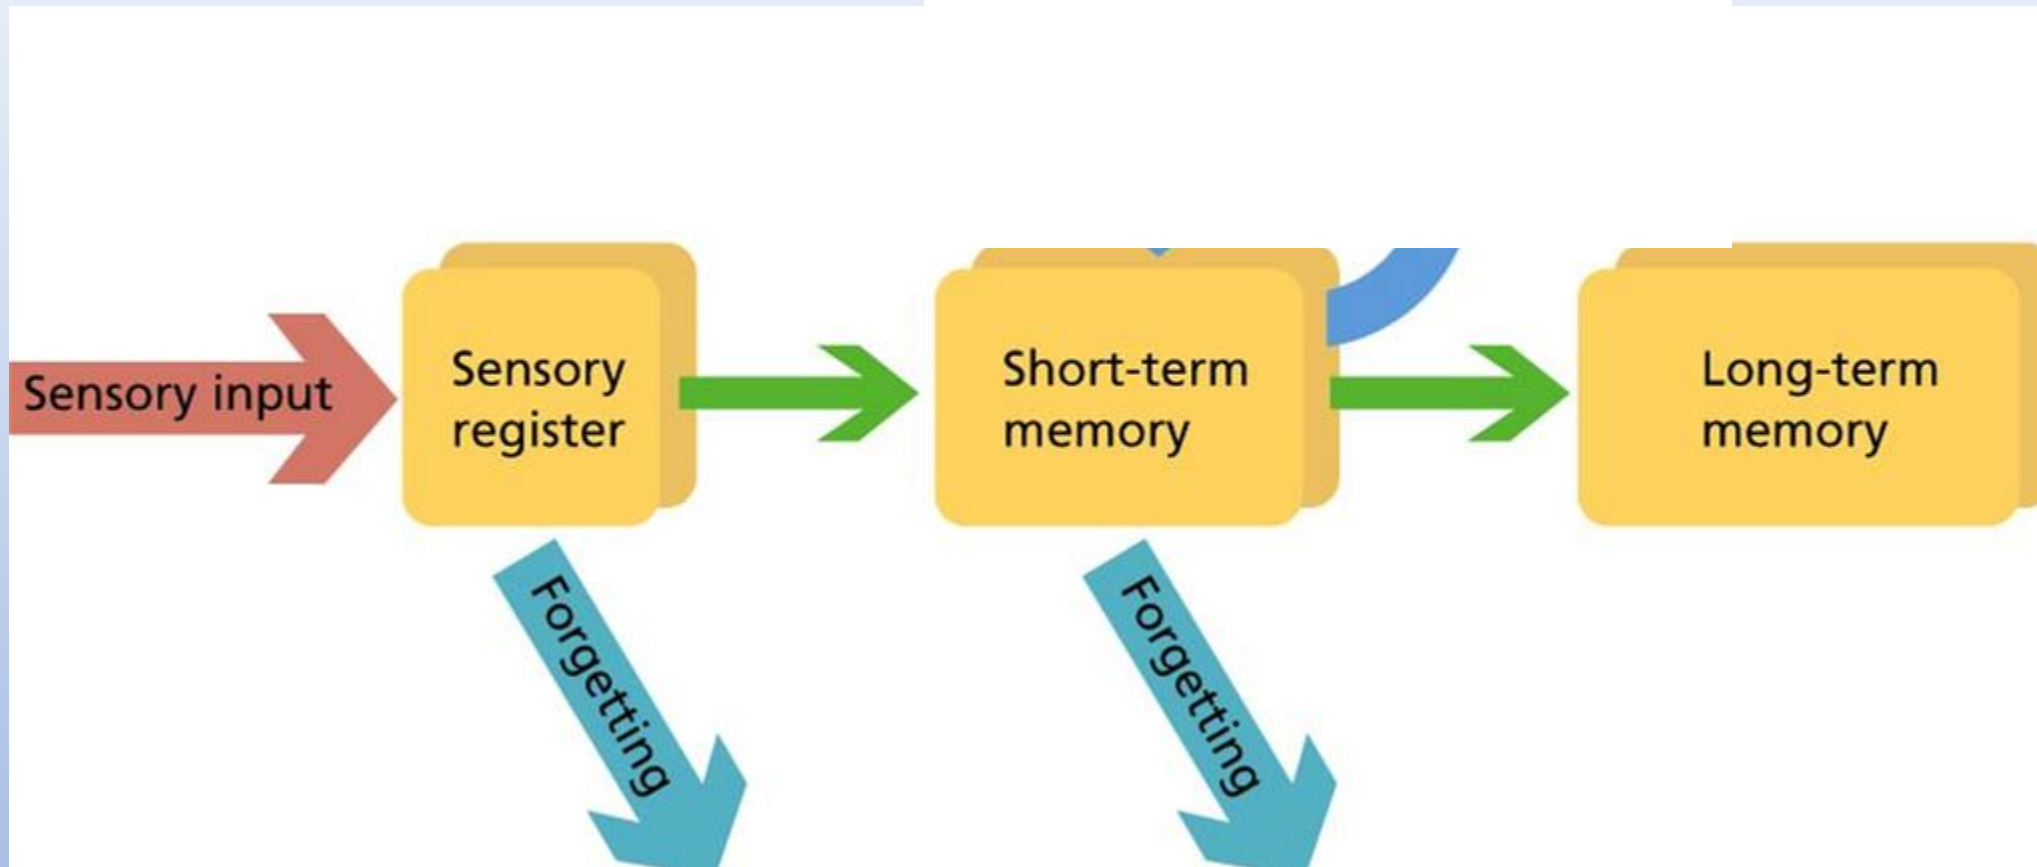 Sensory input
Sensory
register
Short-term
memory
Long-term
memory
Forgetting
Forgetting